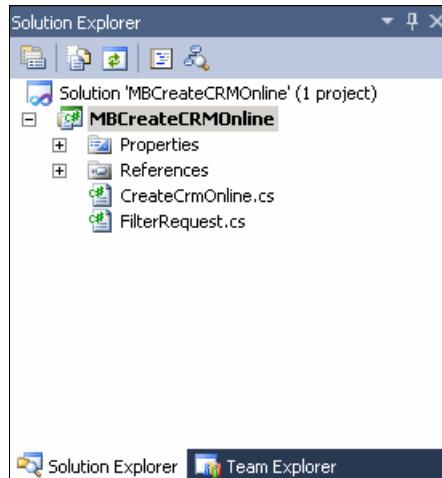 Solution Explorer
Solution 'MBCreateCRMOnline' (1 project)
MBCreateCRMOnline
Properties
References
CreateCrmOnline.cs
FilterRequest.cs
Solution Explorer Team Explorer